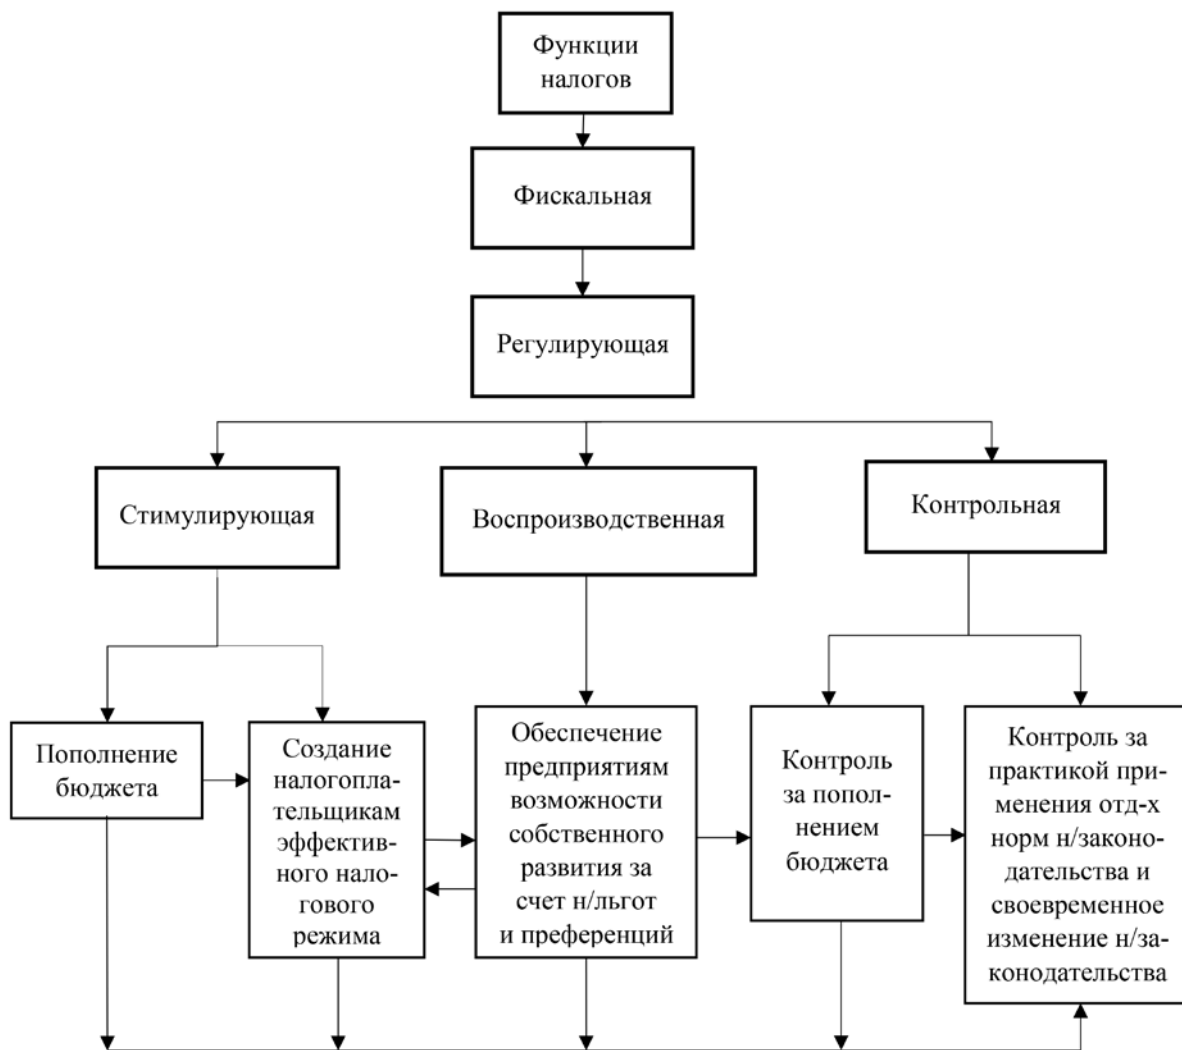 Функции
налогов
Фискальная
Регулирующая
Стимулирующая
Воспроизводственная
Контрольная
Пополнение
бюджета
Создание
налогопла-
тельщикам
эффектив-
ного нало-
гового
режима
Обеспечение
предприятиям
возможности
собственного
развития за
счет н/льгот
и преференций
Контроль
за попол-
нением
бюджета
Контроль за
практикой при-
менения отд-х
норм н/законо-
дательства и
своевременное
изменение н/за-
конодательства